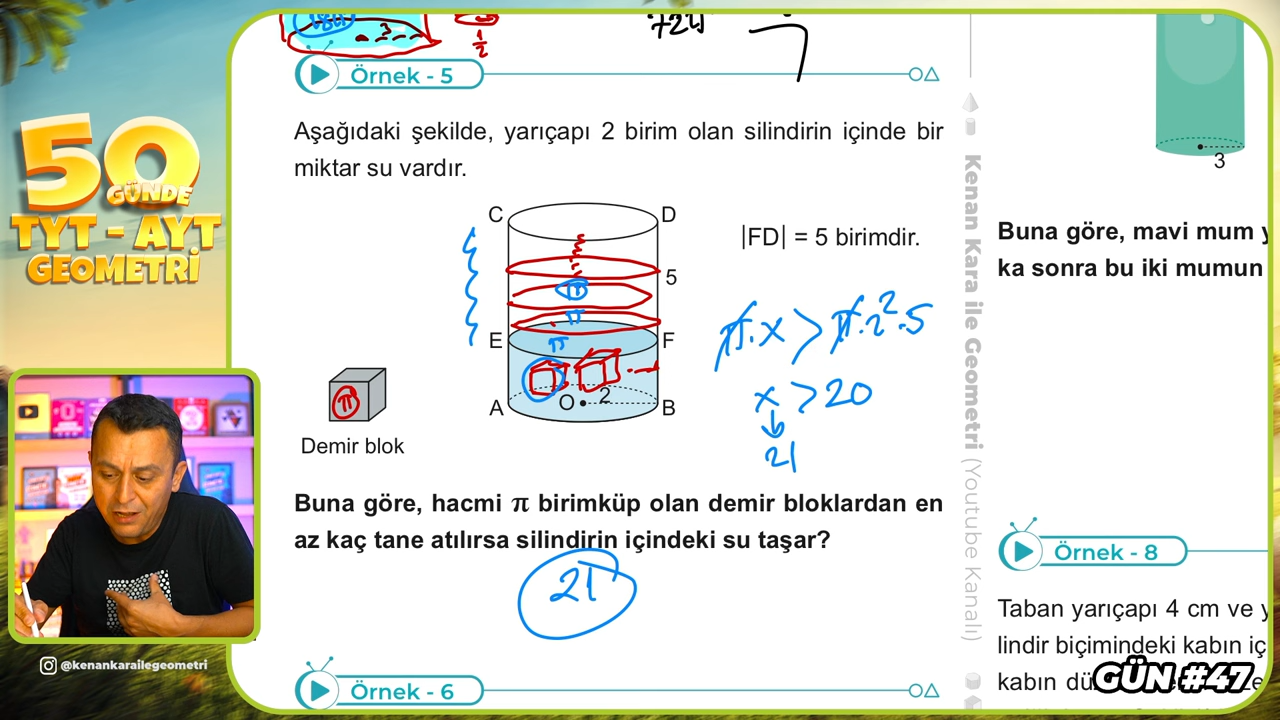 50
GÜNDE
TYT - AYT
GEOMETRİ
3
1/2
Örnek - 5
Aşağıdaki şekilde, yarıçapı 2 birim olan silindirin içinde bir
miktar su vardır.
C
D
|FD| = 5 birimdir.
5
π
π
π
E
F
π.x > π.2².5
x > 20
21
A
O
2
B
π
Demir blok
Buna göre, hacmi π birimküp olan demir bloklardan en
az kaç tane atılırsa silindirin içindeki su taşar?
21
Örnek - 6
Kenan Kara ile Geometri (Youtube Kanalı)
3
Buna göre, mavi mum
ka sonra bu iki mumun
Örnek - 8
Taban yarıçapı 4 cm ve y
lindir biçimindeki kabın iç
kabın
GÜN #47
@kenankarailegeometri